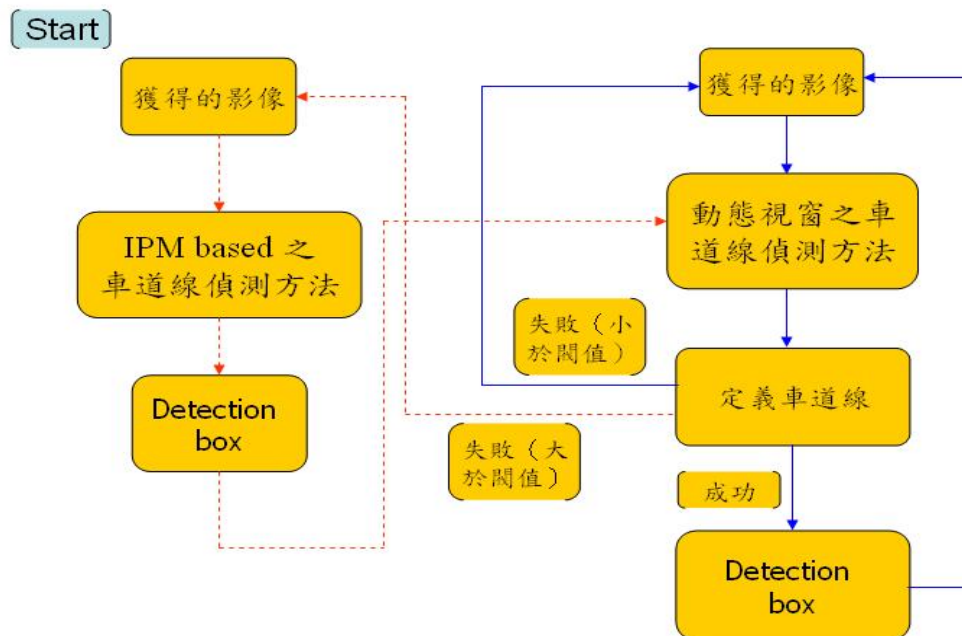 Start
獲得的影像
IPM based 之
車道線偵測方法
Detection
box
獲得的影像
動態視窗之車
道線偵測方法
失敗（小
於閥值）
定義車道線
失敗（大
於閥值）
成功
Detection
box